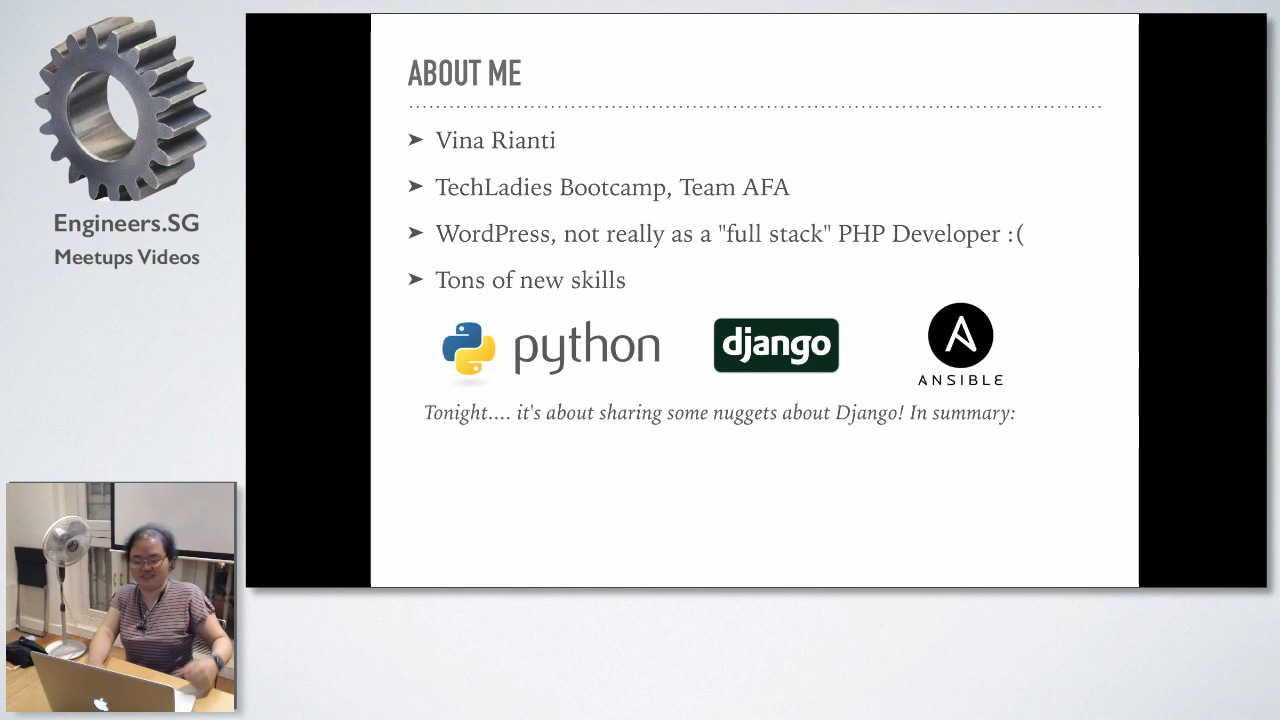 Engineers.SG
Meetups Videos
ABOUT ME
➤ Vina Rianti
➤ TechLadies Bootcamp, Team AFA
➤ WordPress, not really as a "full stack" PHP Developer :(
➤ Tons of new skills
python
django
ANSIBLE
Tonight.... it's about sharing some nuggets about Django! In summary: